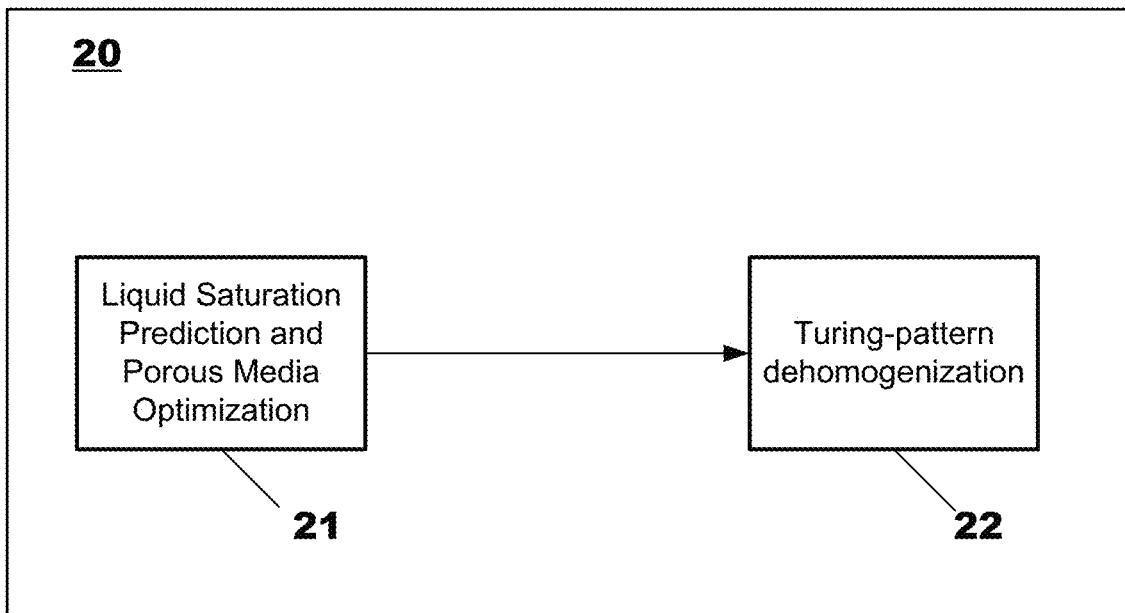 20
Liquid Saturation
Prediction and
Porous Media
Optimization
21
Turing-pattern
dehomogenization
22